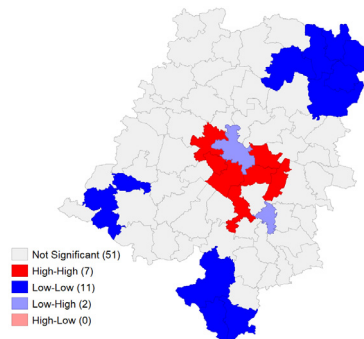 Not Significant (51)
High-High (7)
Low-Low (11)
Low-High (2)
High-Low (0)